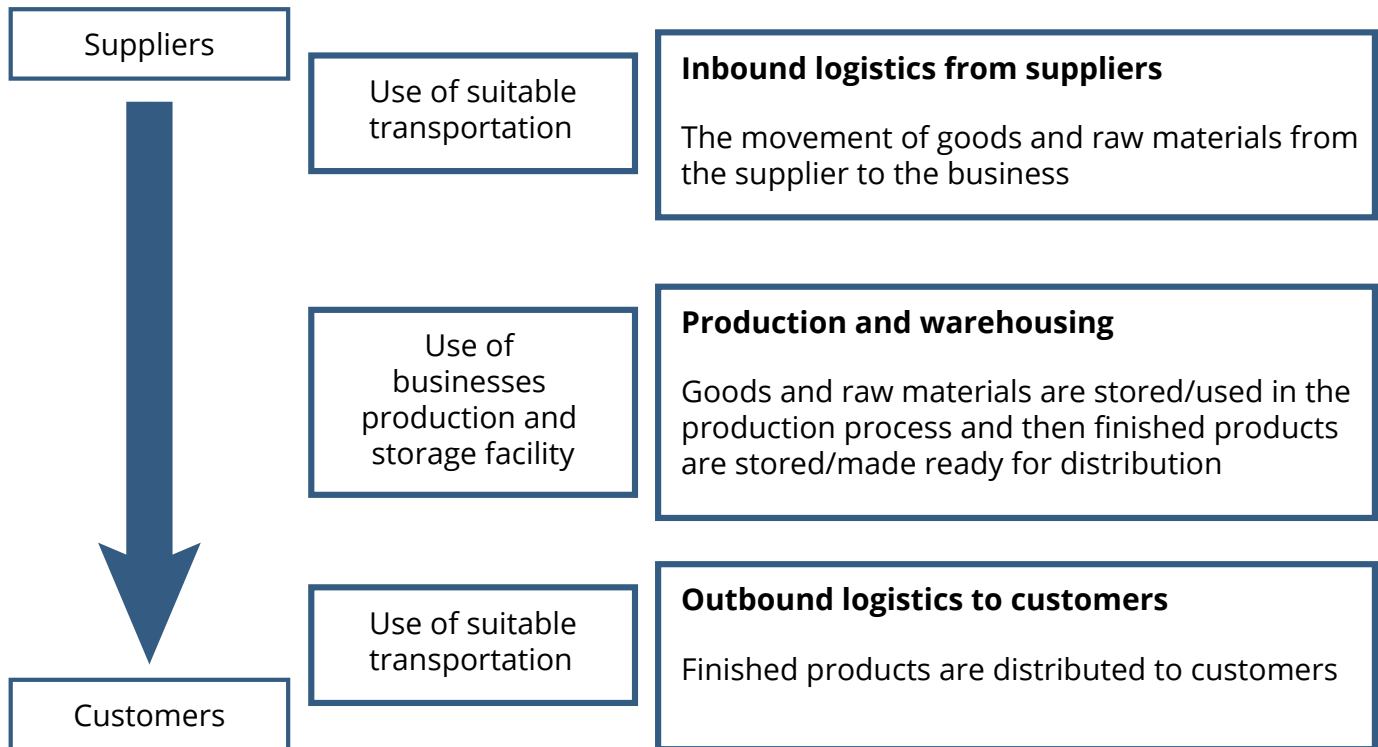 Suppliers
Use of suitable
transportation
Inbound logistics from suppliers
The movement of goods and raw materials from
the supplier to the business
Use of
businesses
production and
storage facility
Production and warehousing
Goods and raw materials are stored/used in the
production process and then finished products
are stored/made ready for distribution
Use of suitable
transportation
Outbound logistics to customers
Finished products are distributed to customers
Customers